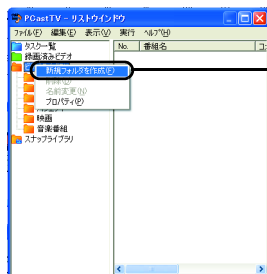 PCastTV - リストウインドウ
ファイル(F) 編集(E) 表示(V) 実行 ヘルプ(H)
タスク一覧
No. 番組名
録画済みビデオ
新規フォルダを作成(F)
削除(D)
名前変更(N)
プロパティ(P)
映画
音楽番組
スナップライブラリ